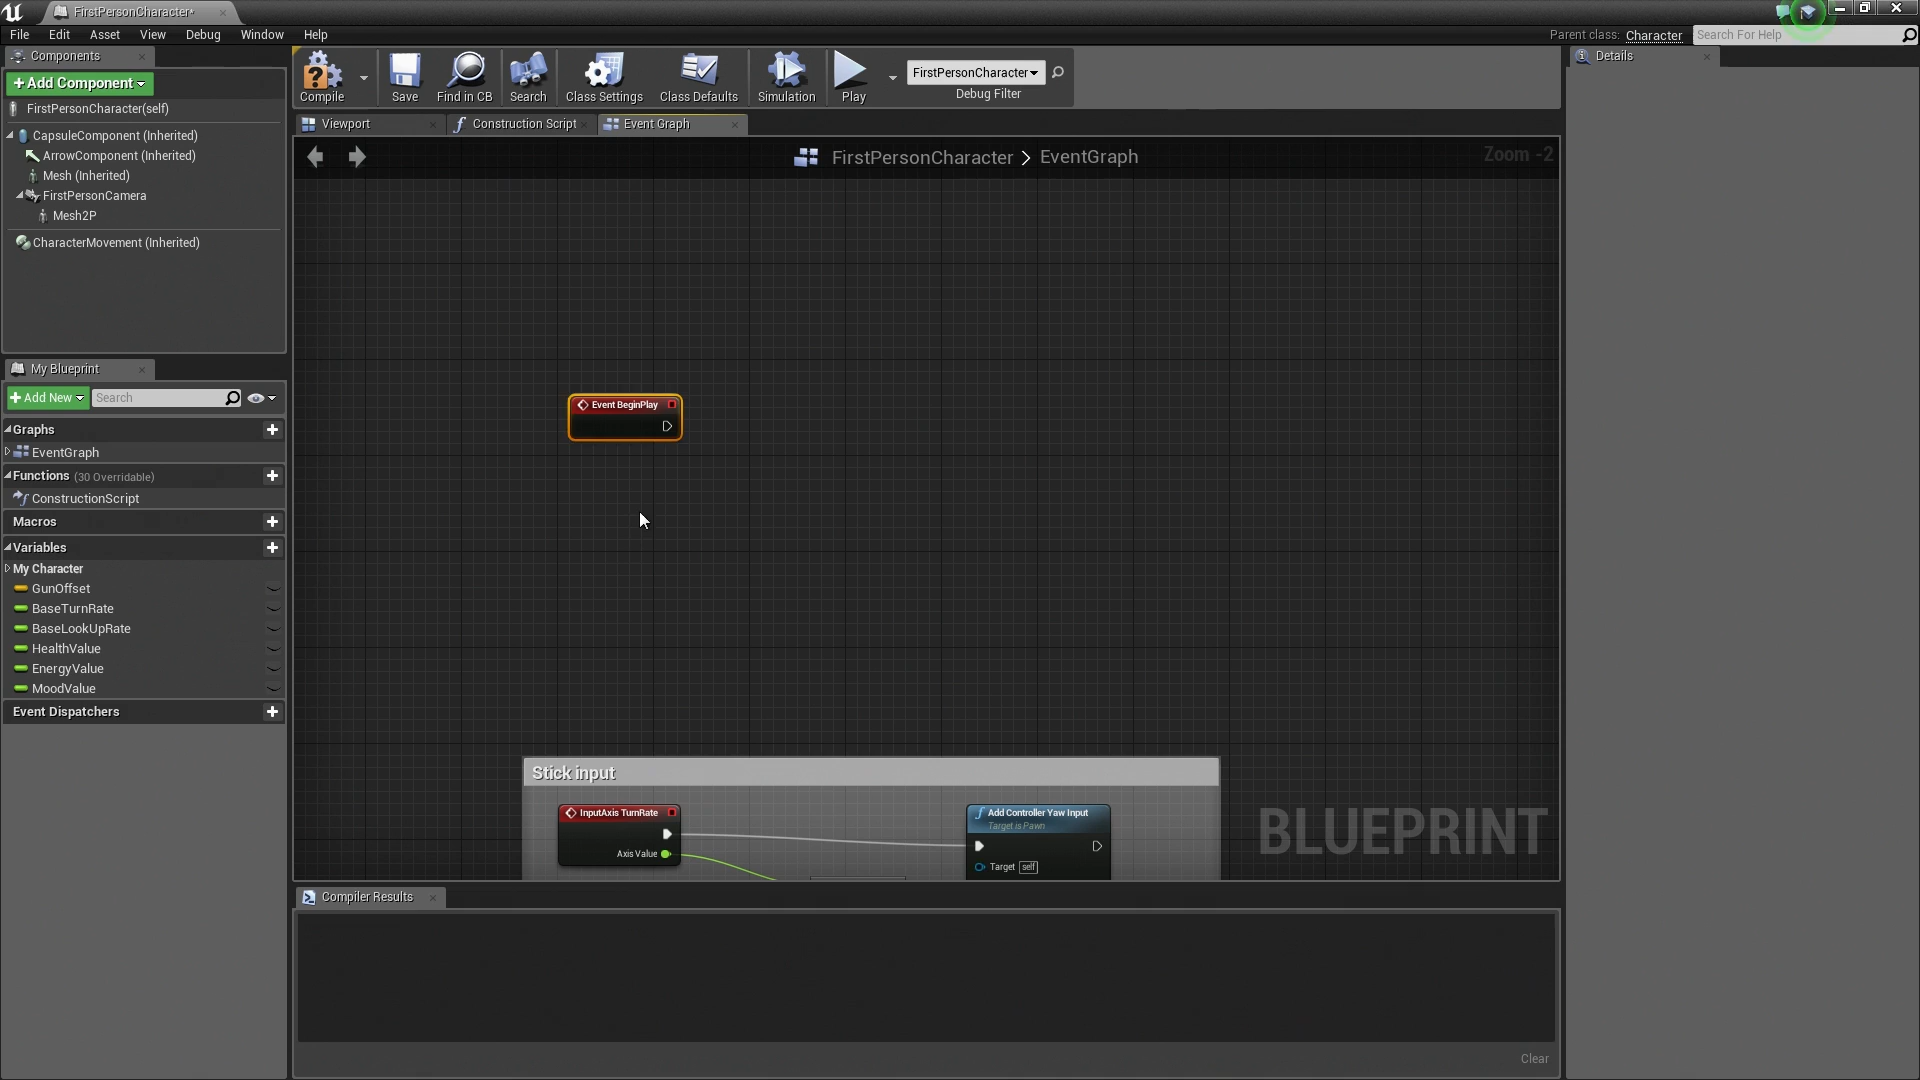 FirstPersonCharacter*
File Edit Asset View Debug Window Help
Parent class: Character
Search For Help
Components
+ Add Component
FirstPersonCharacter(self)
CapsuleComponent (Inherited)
ArrowComponent (Inherited)
Mesh (Inherited)
FirstPersonCamera
Mesh2P
CharacterMovement (Inherited)
My Blueprint
+ Add New
Search
Graphs
EventGraph
Functions (30 Overridable)
ConstructionScript
Macros
Variables
My Character
GunOffset
BaseTurnRate
BaseLookUpRate
HealthValue
EnergyValue
MoodValue
Event Dispatchers
Compile
Save
Find in CB
Search
Class Settings
Class Defaults
Simulation
Play
FirstPersonCharacter
Debug Filter
Viewport
Construction Script
Event Graph
FirstPersonCharacter > EventGraph
Zoom -2
Event BeginPlay
Stick input
InputAxis TurnRate
Axis Value
Add Controller Yaw Input
Target is Pawn
Target self
BLUEPRINT
Compiler Results
Clear
Details